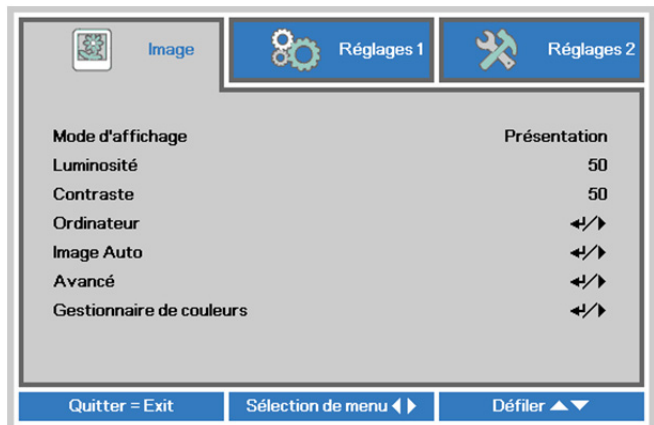 Image Réglages 1 Réglages 2
Mode d'affichage Présentation
Luminosité 50
Contraste 50
Ordinateur
Image Auto
Avancé
Gestionnaire de couleurs
Quitter = Exit Sélection de menu Défiler